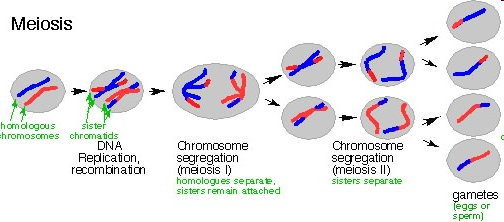 Meiosis
homologous
chromosomes
sister
chromatids
DNA
Replication,
recombination
Chromosome
segregation
(meiosis I)
homologues separate,
sisters remain attached
Chromosome
segregation
(meiosis II)
sisters separate
gametes
(eggs or
sperm)